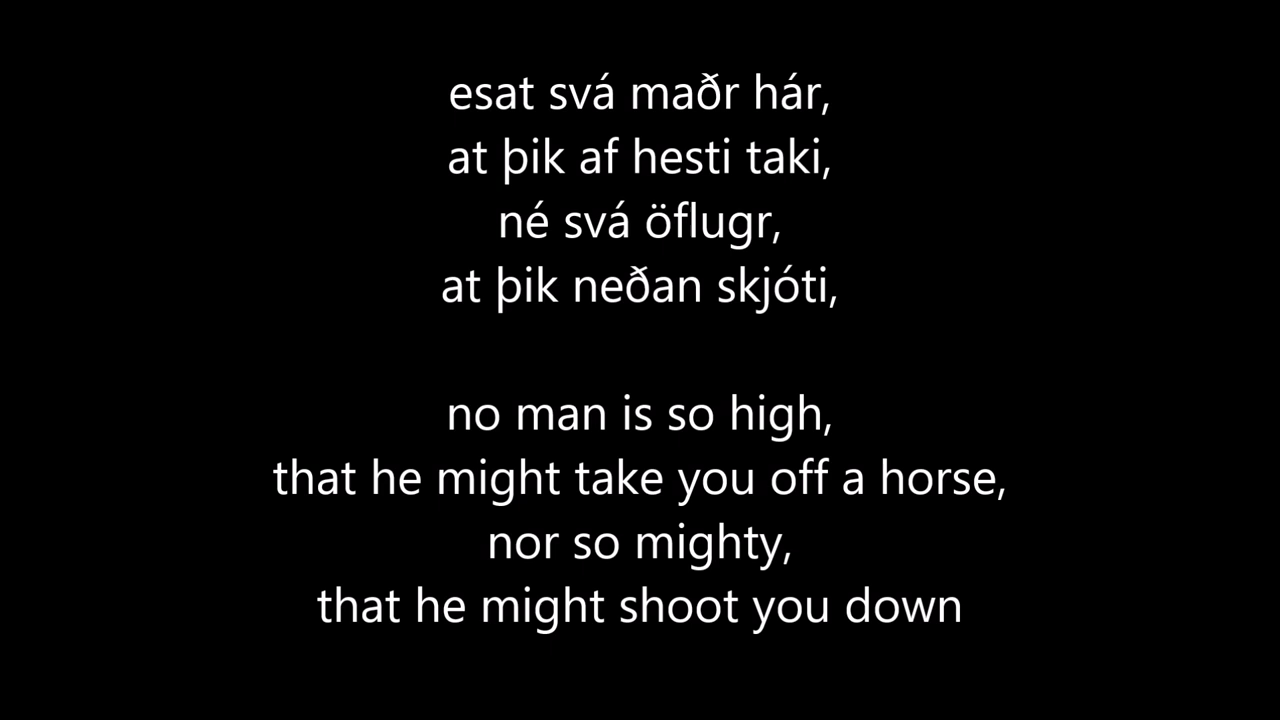 esat svá maðr hár,
at þik af hesti taki,
né svá öflugr,
at þik neðan skjóti,
no man is so high,
that he might take you off a horse,
nor so mighty,
that he might shoot you down